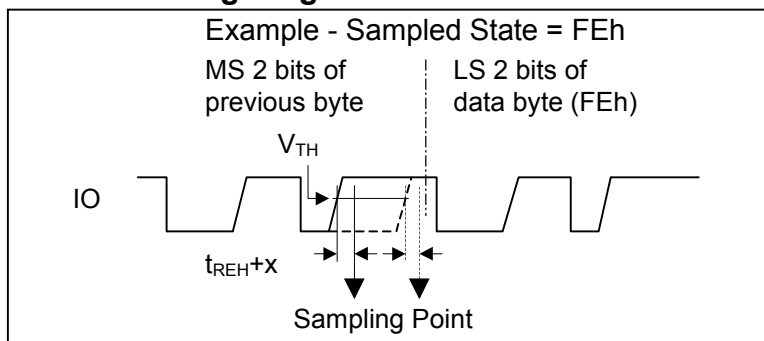 Example - Sampled State = FEh
MS 2 bits of
previous byte
LS 2 bits of
data byte (FEh)
VTH
IO
tREH+x
Sampling Point